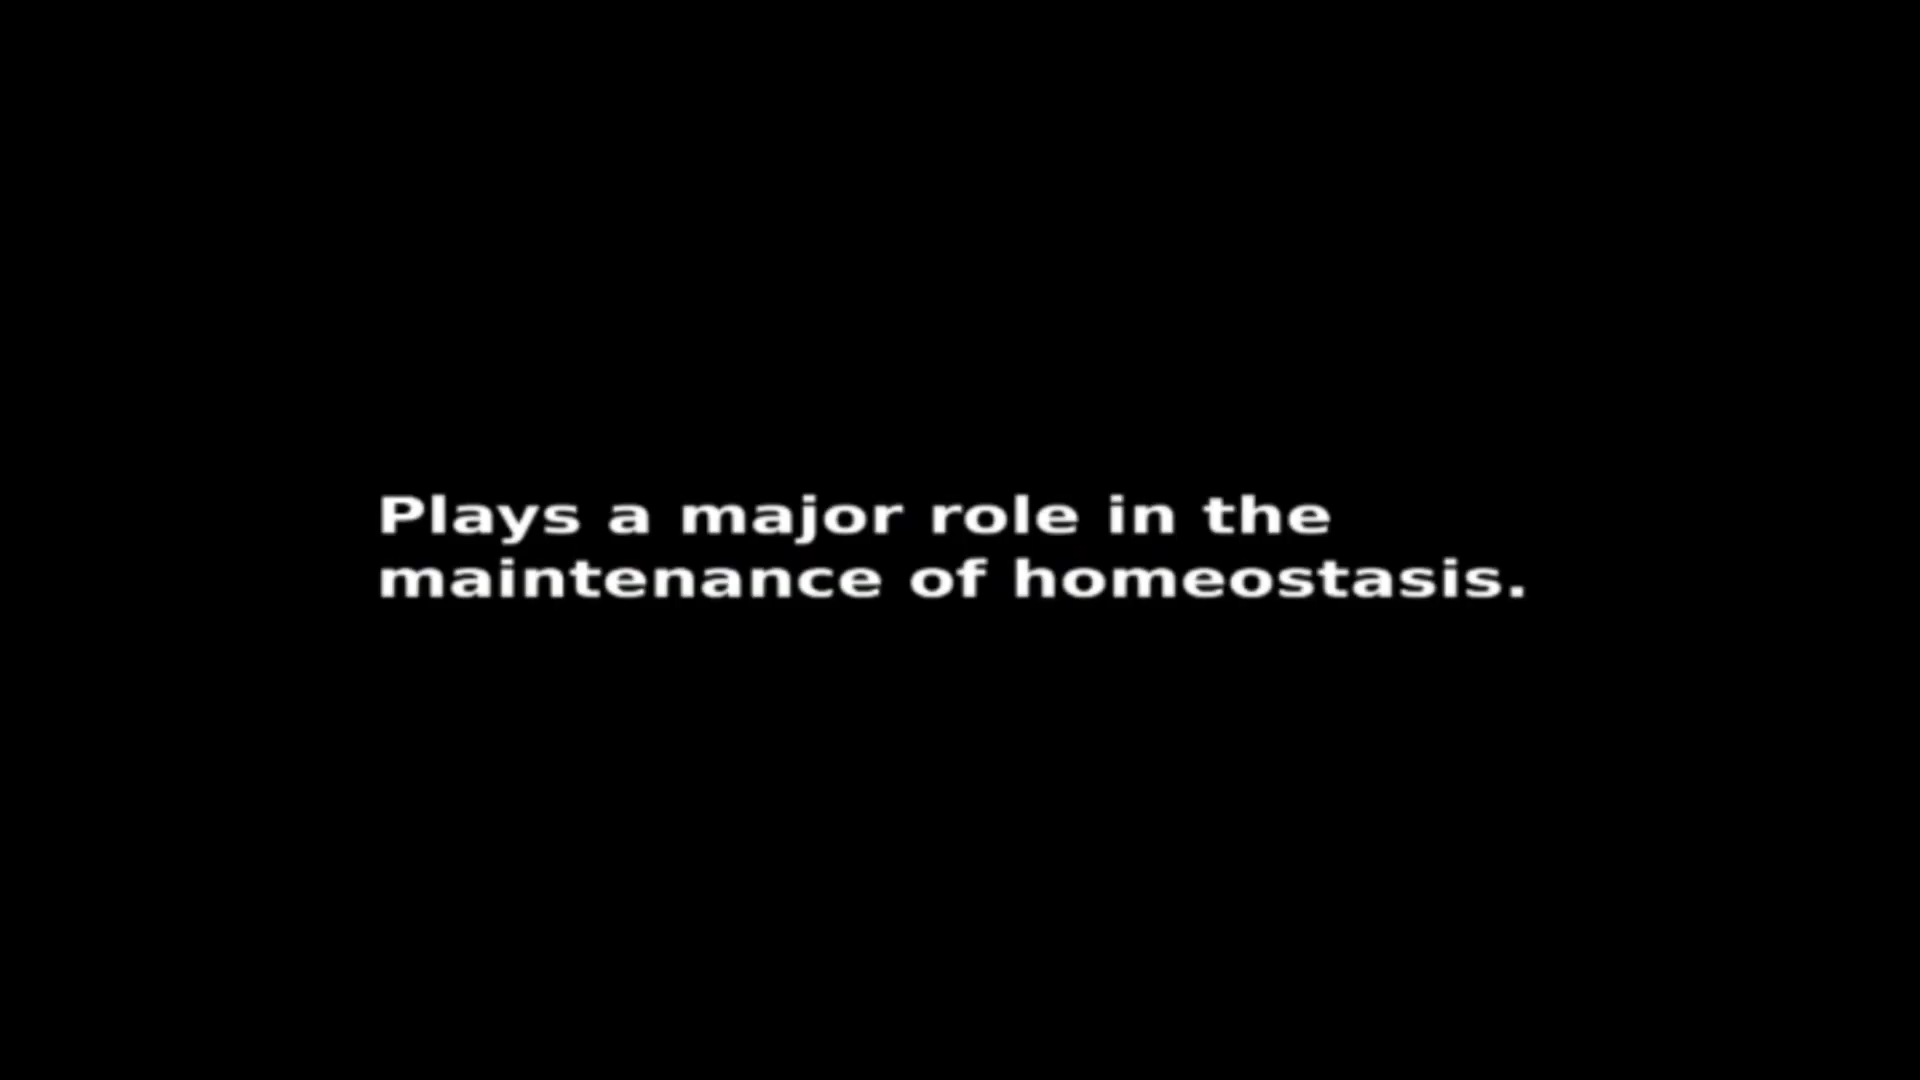 Plays a major role in the
maintenance of homeostasis.